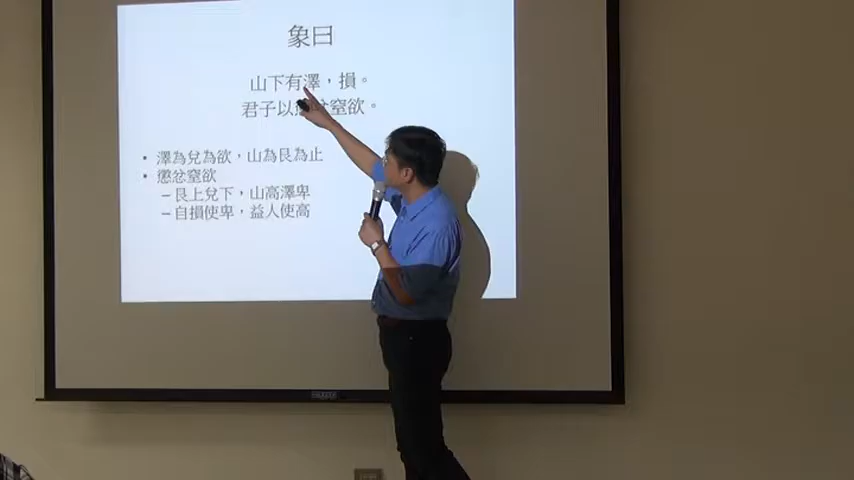 象曰
山下有澤，損。
君子以懲忿窒欲。
• 澤為兌為欲，山為艮為止
• 懲忿窒欲
–艮上兌下，山高澤卑
–自損使卑，益人使高